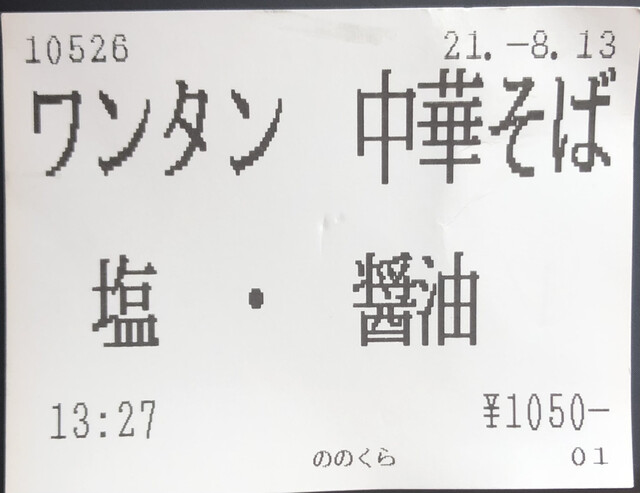 10526 21.-8.13
ワンタン 中華そば
塩・醤油
13:27 ¥1050-
ののくら 01